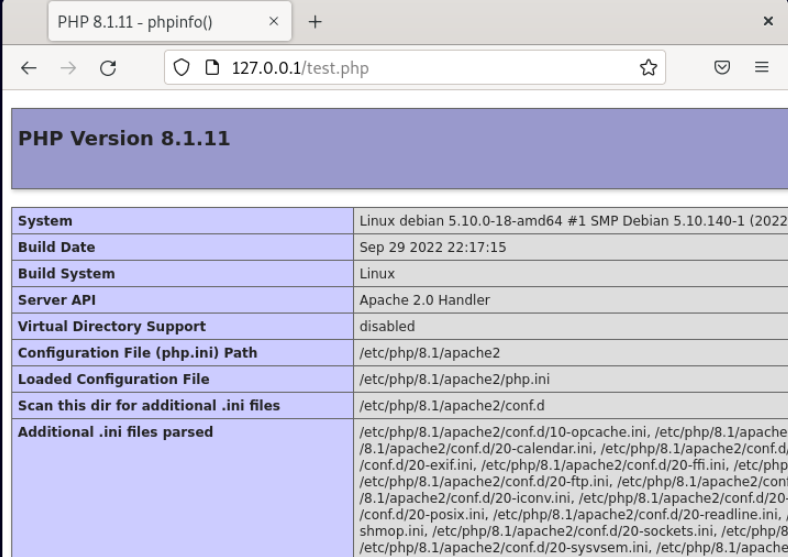 PHP 8.1.11 - phpinfo()
127.0.0.1/test.php
PHP Version 8.1.11
System Linux debian 5.10.0-18-amd64 #1 SMP Debian 5.10.140-1 (2022
Build Date Sep 29 2022 22:17:15
Build System Linux
Server API Apache 2.0 Handler
Virtual Directory Support disabled
Configuration File (php.ini) Path /etc/php/8.1/apache2
Loaded Configuration File /etc/php/8.1/apache2/php.ini
Scan this dir for additional .ini files /etc/php/8.1/apache2/conf.d
Additional .ini files parsed /etc/php/8.1/apache2/conf.d/10-opcache.ini, /etc/php/8.1/apache
/8.1/apache2/conf.d/20-calendar.ini, /etc/php/8.1/apache2/conf.d/
/conf.d/20-exif.ini, /etc/php/8.1/apache2/conf.d/20-ffi.ini, /etc/php
/etc/php/8.1/apache2/conf.d/20-ftp.ini, /etc/php/8.1/apache2/conf
/8.1/apache2/conf.d/20-iconv.ini, /etc/php/8.1/apache2/conf.d/20-
/conf.d/20-posix.ini, /etc/php/8.1/apache2/conf.d/20-readline.ini, /
shmop.ini, /etc/php/8.1/apache2/conf.d/20-sockets.ini, /etc/php/8
/etc/php/8.1/apache2/conf.d/20-sysvsem.ini, /etc/php/8.1/apache